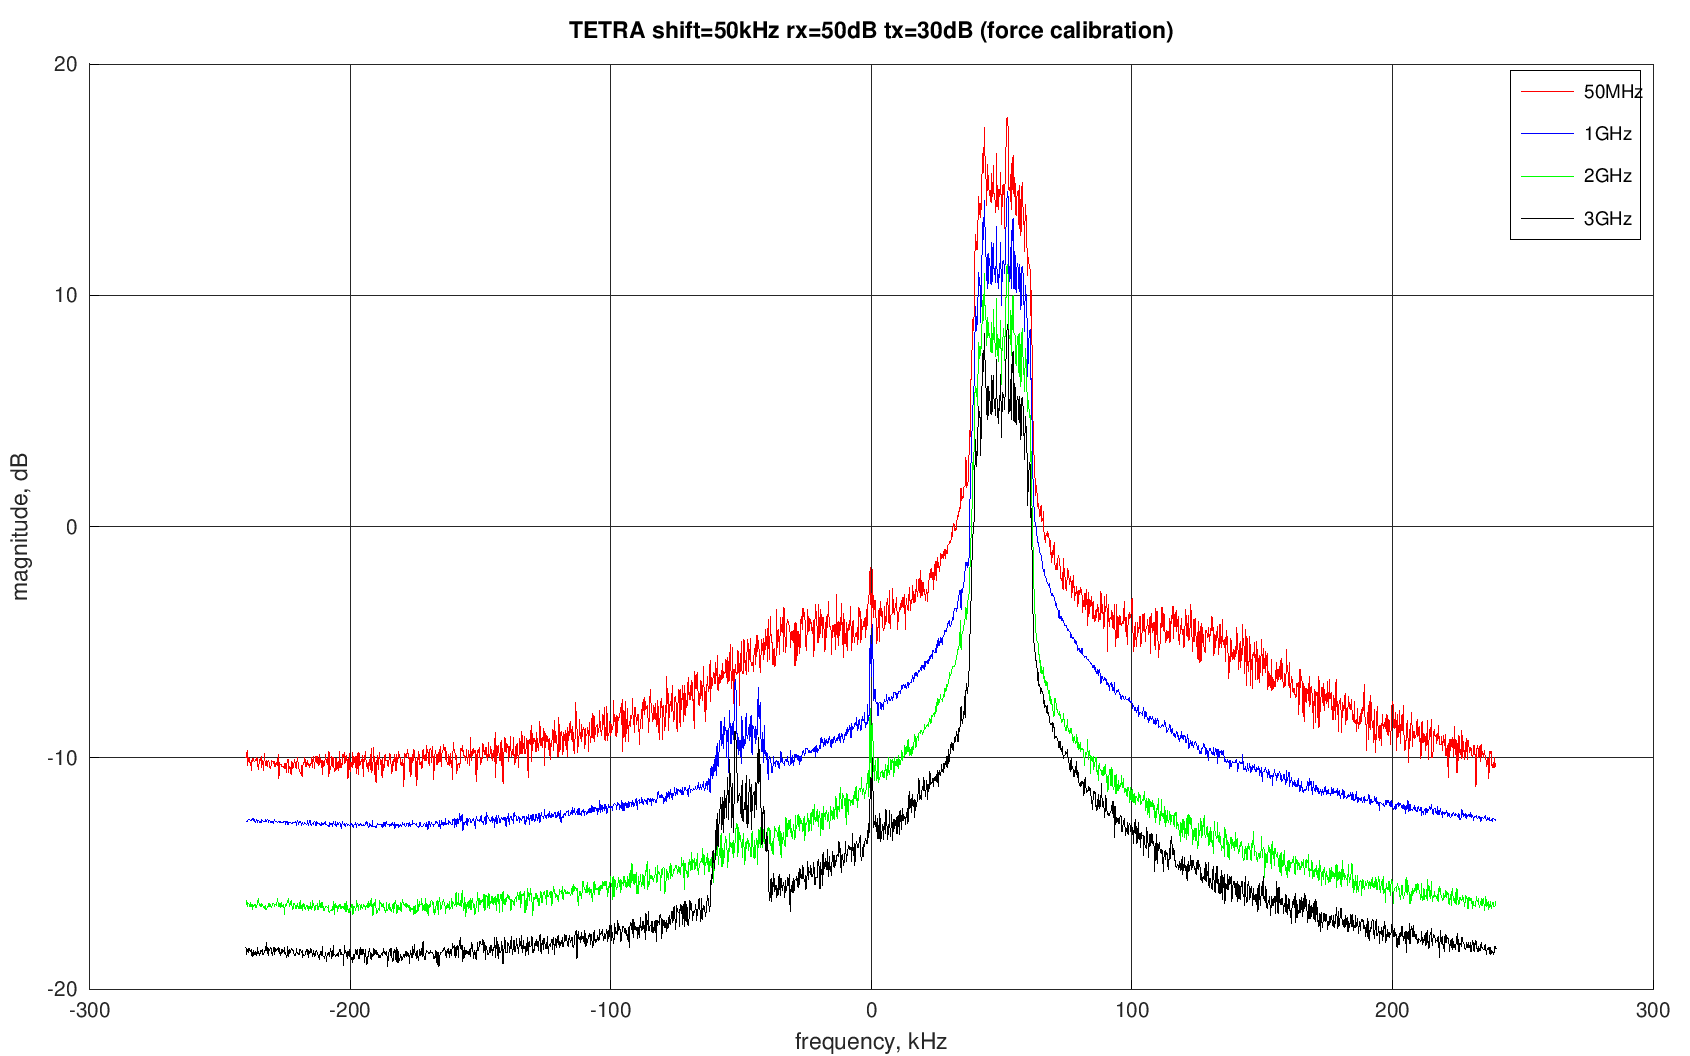 TETRA shift=50kHz rx=50dB tx=30dB (force calibration)
20
10
0
-10
-20
magnitude, dB
50MHz
1GHz
2GHz
3GHz
-300
-200
-100
0
100
200
300
frequency, kHz